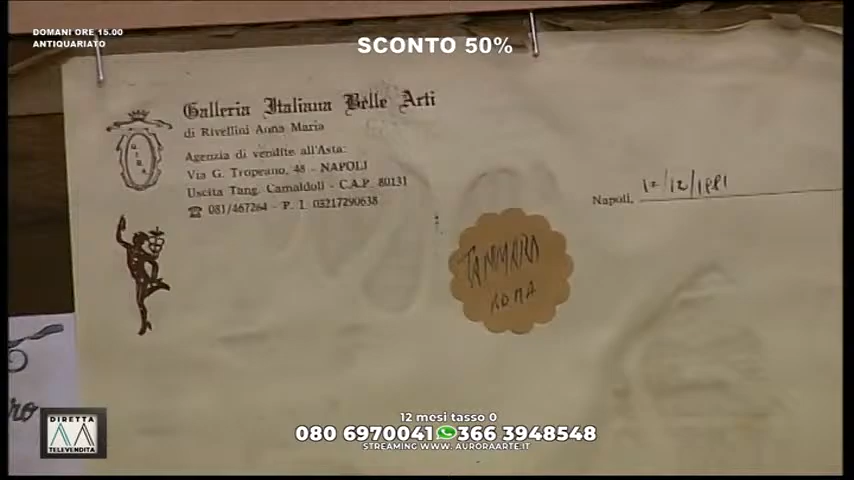 DOMANI ORE 15.00
ANTIQUARIATO
SCONTO 50%
Galleria Italiana Belle Arti
di Rivellini Anna Maria
Agenzia di vendite all'Asta:
Via G. Tropeano, 48 - NAPOLI
Uscita Tang. Camaldoli - C.A.P. 80131
☎ 081/467264 - P. I. 03217290638
Napoli, 12/12/1991
ROMA
ro
DIRETTA
TELEVENDITA
12 mesi tasso 0
080 6970041 366 3948548
STREAMING WWW. AURORAARTE.IT